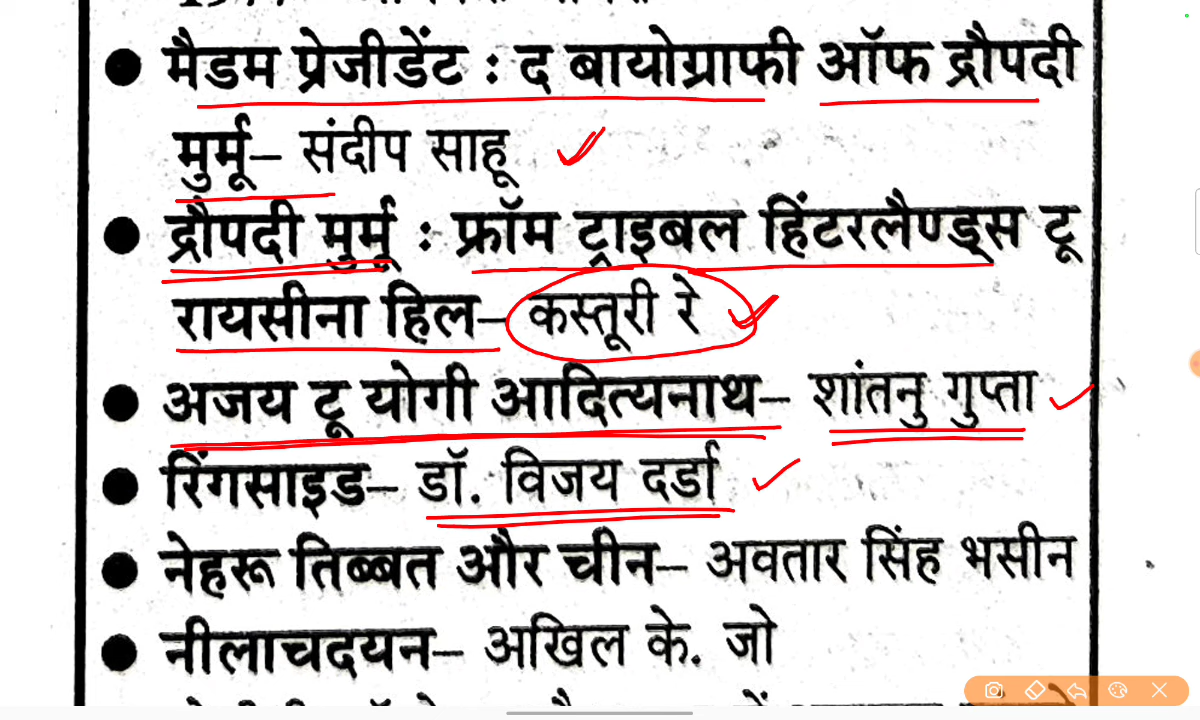 ● मैडम प्रेजीडेंट : द बायोग्राफी ऑफ द्रौपदी
मुर्मू– संदीप साहू
● द्रौपदी मुर्मू : फ्रॉम ट्राइबल हिंटरलैण्ड्स टू
रायसीना हिल– कस्तूरी रे
● अजय टू योगी आदित्यनाथ– शांतनु गुप्ता
● रिंगसाइड– डॉ. विजय दर्डा
● नेहरू तिब्बत और चीन– अवतार सिंह भसीन
● नीलाचदयन– अखिल के. जो